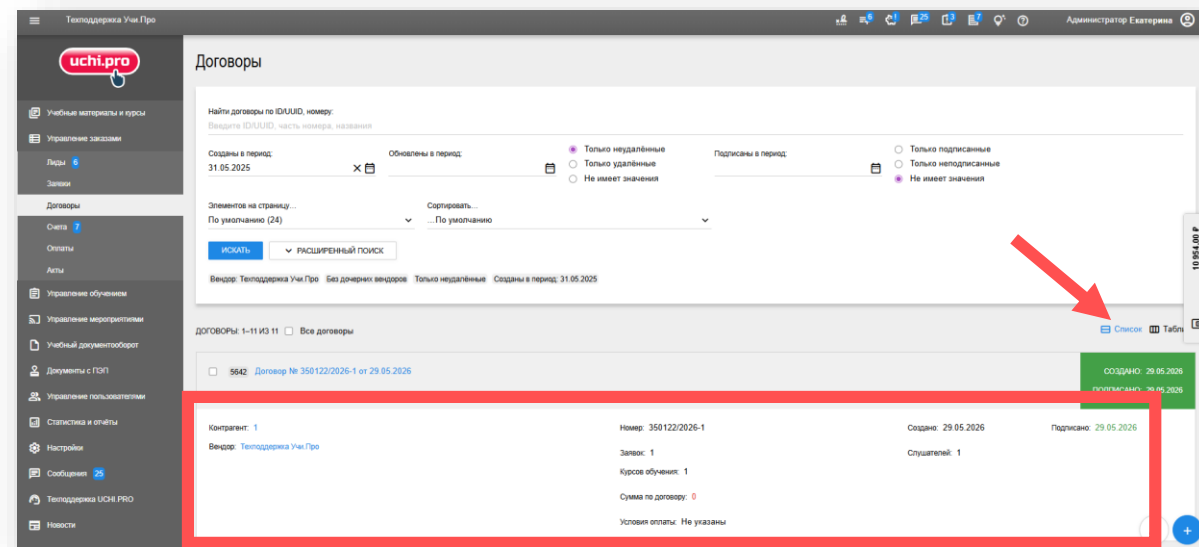 Техподдержка Учи.Про
6 1 25 3 7
Администратор Екатерина
uchi.pro
Учебные материалы и курсы
Управление заказами
Лиды 6
Заявки
Договоры
Счета 7
Оплаты
Акты
Управление обучением
Управление мероприятиями
Учебный документооборот
Документы с ПЭП
Управление пользователями
Статистика и отчёты
Настройки
Сообщения 25
Техподдержка UCHI.PRO
Новости
Договоры
Найти договоры по ID/UUID, номеру:
Введите ID/UUID, часть номера, названия
Созданы в период:
31.05.2025
Обновлены в период:
Только неудалённые
Только удалённые
Не имеет значения
Подписаны в период:
Только подписанные
Только неподписанные
Не имеет значения
Элементов на страницу...
По умолчанию (24)
Сортировать...
...По умолчанию
ИСКАТЬ
РАСШИРЕННЫЙ ПОИСК
Вендор: Техподдержка Учи.Про Без дочерних вендоров Только неудалённые Созданы в период: 31.05.2025
10 954.00 ₽
ДОГОВОРЫ: 1–11 ИЗ 11 Все договоры
Список Табли
5642 Договор № 350122/2026-1 от 29.05.2026
СОЗДАНО: 29.05.2026
ПОДПИСАНО: 29.05.2026
Контрагент: 1
Вендор: Техподдержка Учи.Про
Номер: 350122/2026-1
Заявок: 1
Курсов обучения: 1
Сумма по договору: 0
Условия оплаты: Не указаны
Создано: 29.05.2026
Слушателей: 1
Подписано: 29.05.2026